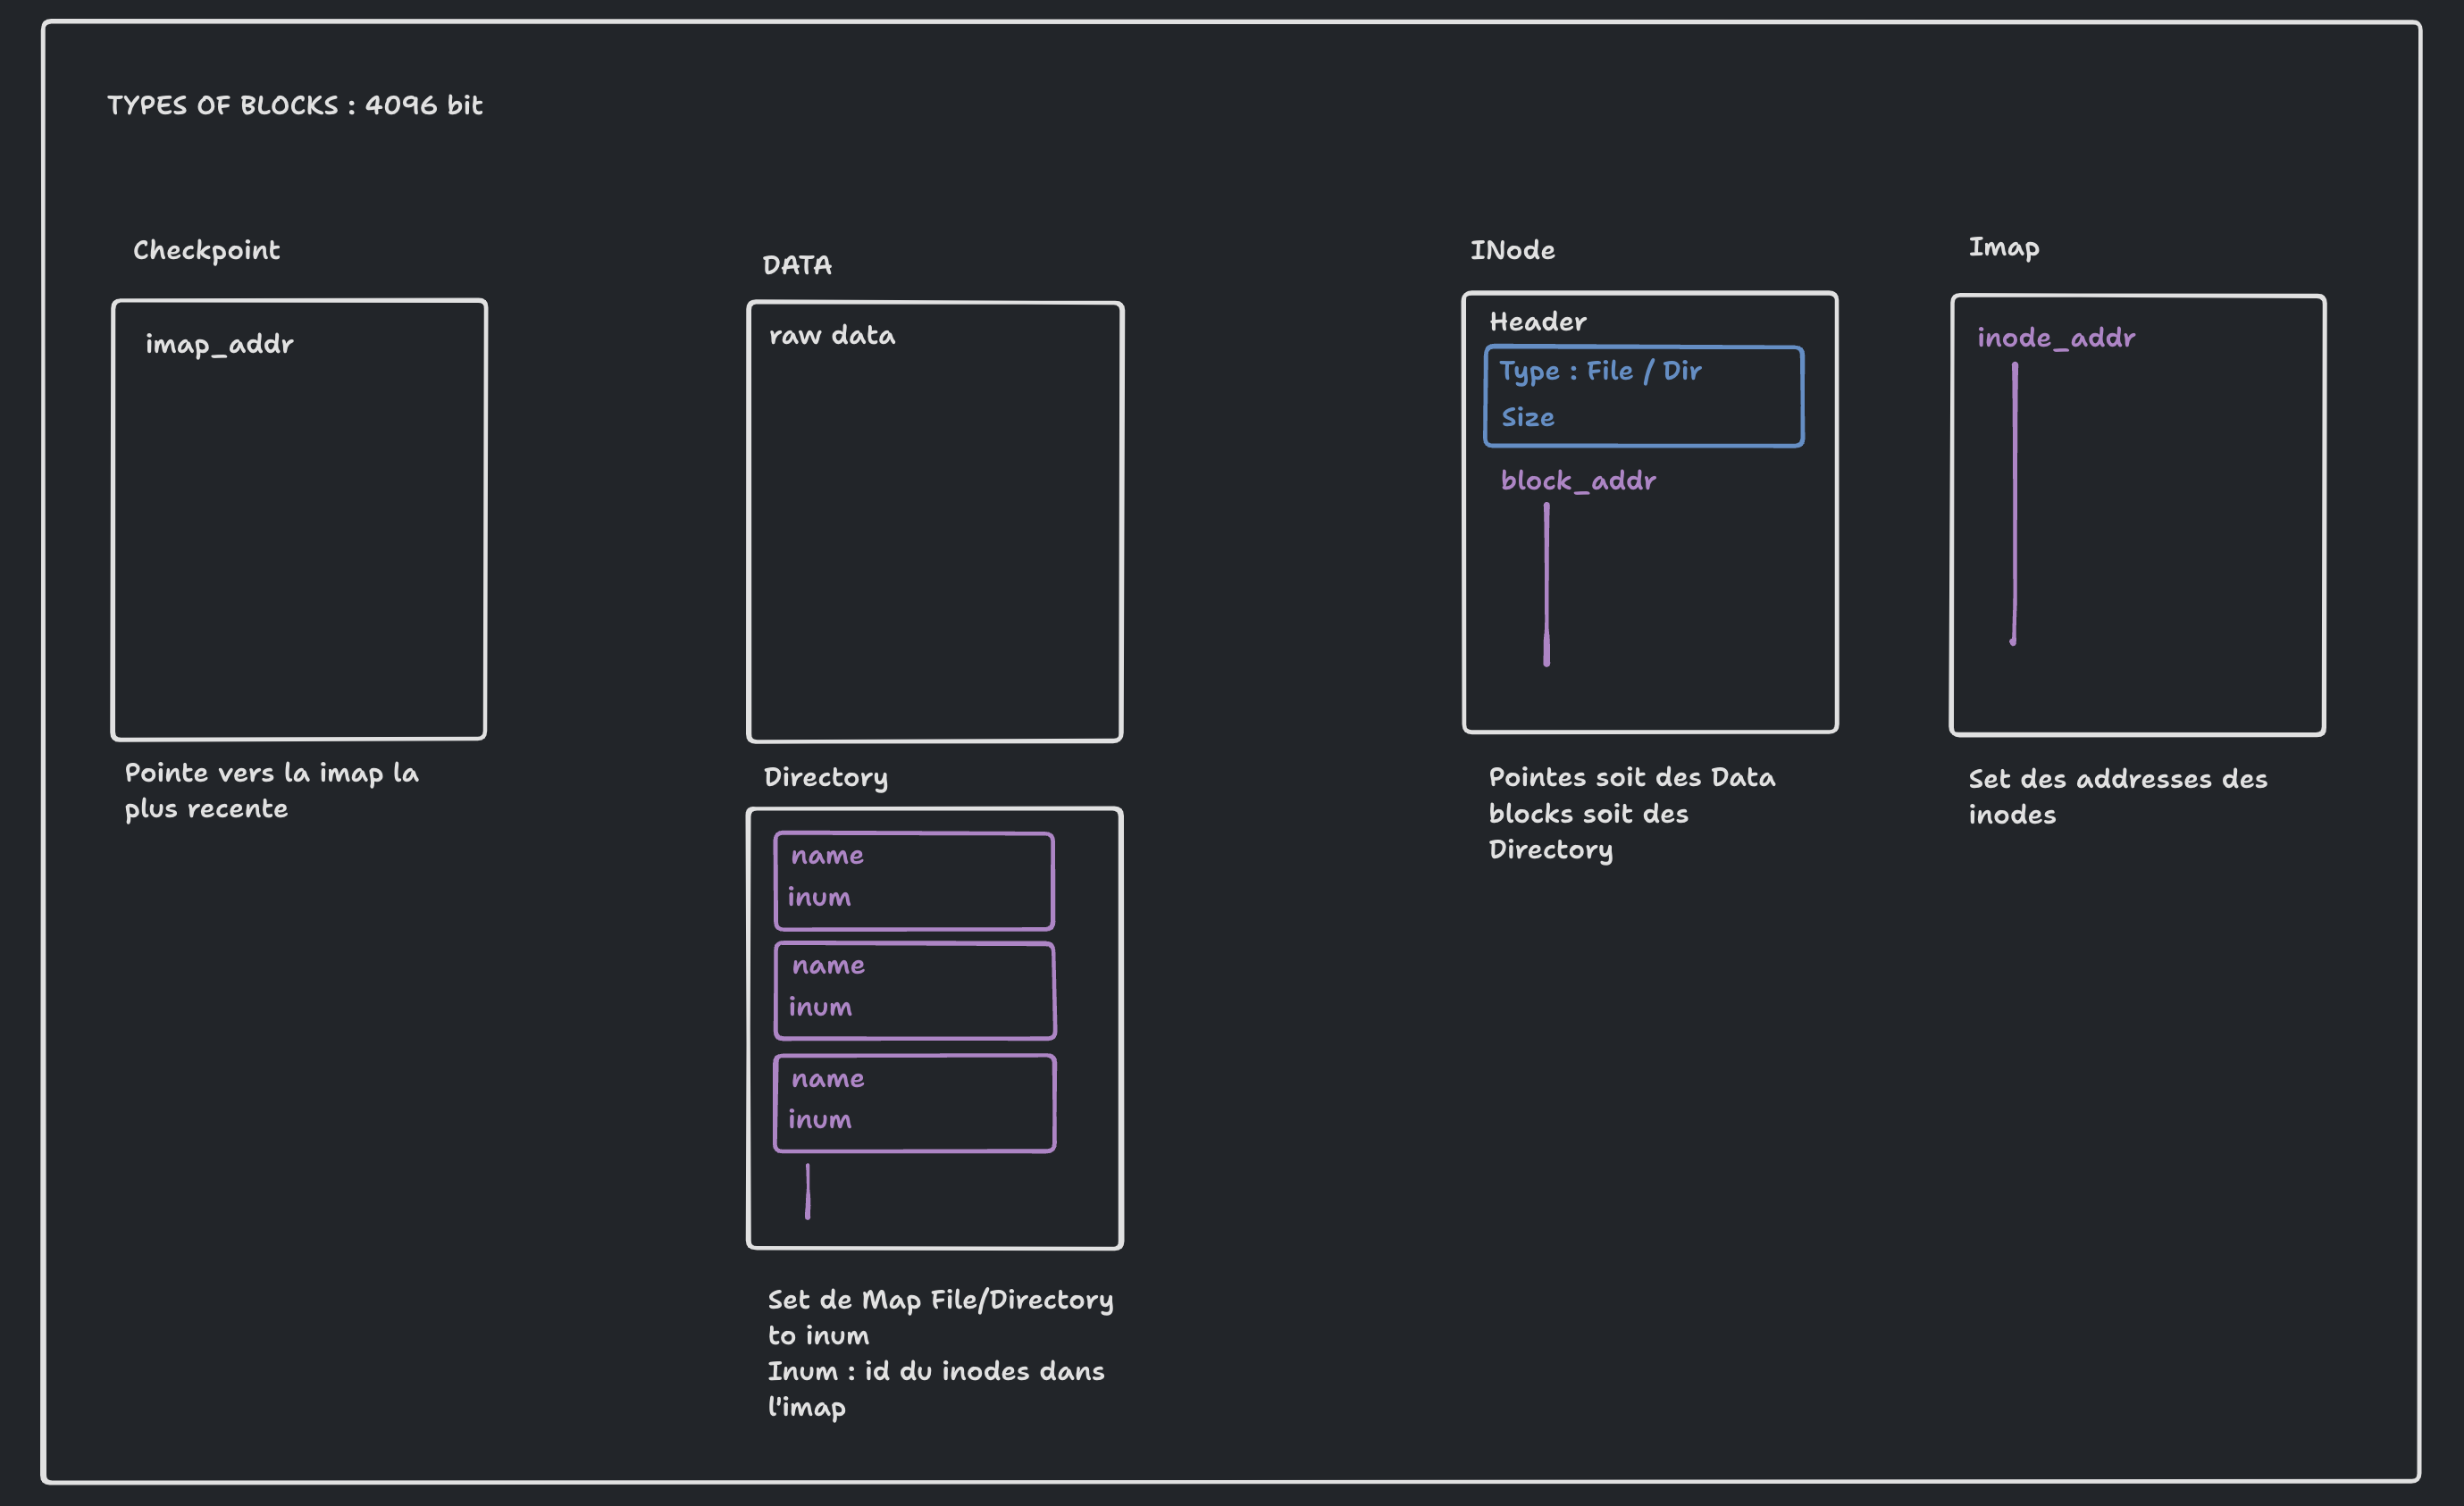 TYPES OF BLOCKS : 4096 bit
Checkpoint
imap_addr
Pointe vers la imap la
plus recente
DATA
raw data
Directory
name
inum
name
inum
name
inum
Set de Map File/Directory
to inum
Inum : id du inodes dans
l'imap
INode
Header
Type : File / Dir
Size
block_addr
Pointes soit des Data
blocks soit des
Directory
Imap
inode_addr
Set des addresses des
inodes